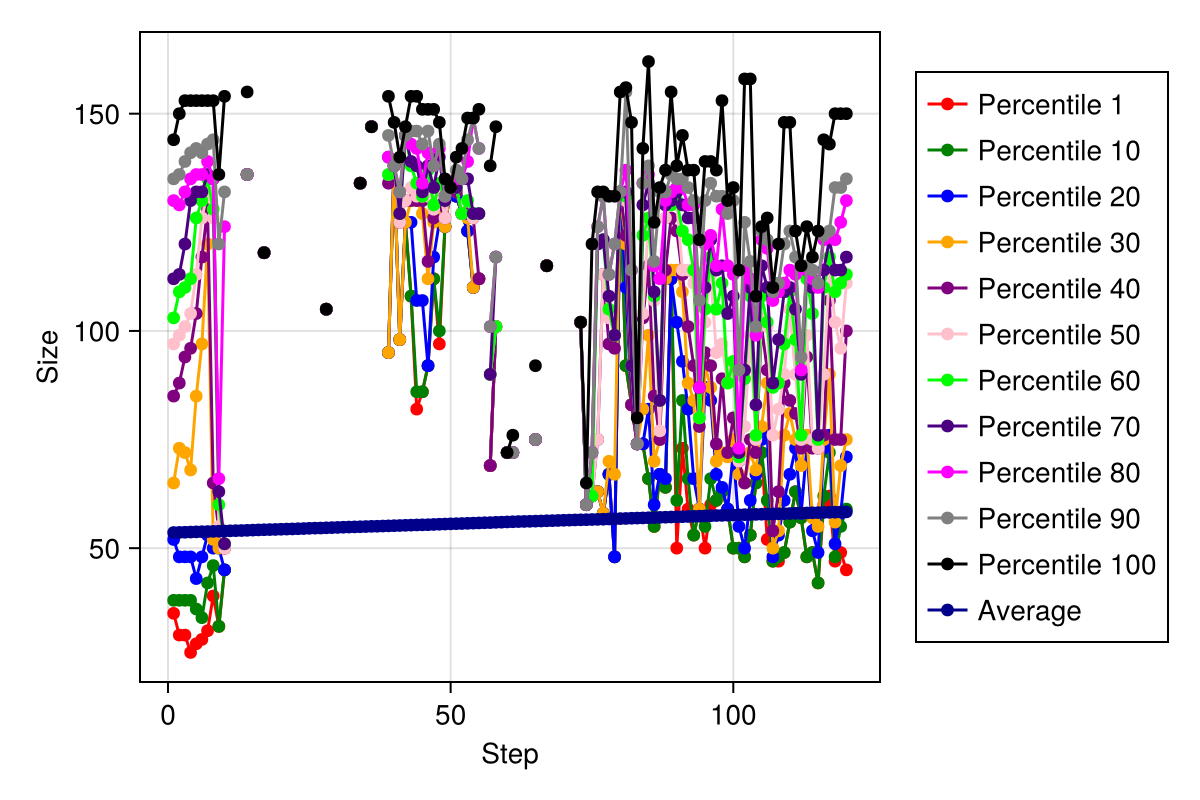 150
100
50
Size
0
50
100
Step
Percentile 1
Percentile 10
Percentile 20
Percentile 30
Percentile 40
Percentile 50
Percentile 60
Percentile 70
Percentile 80
Percentile 90
Percentile 100
Average